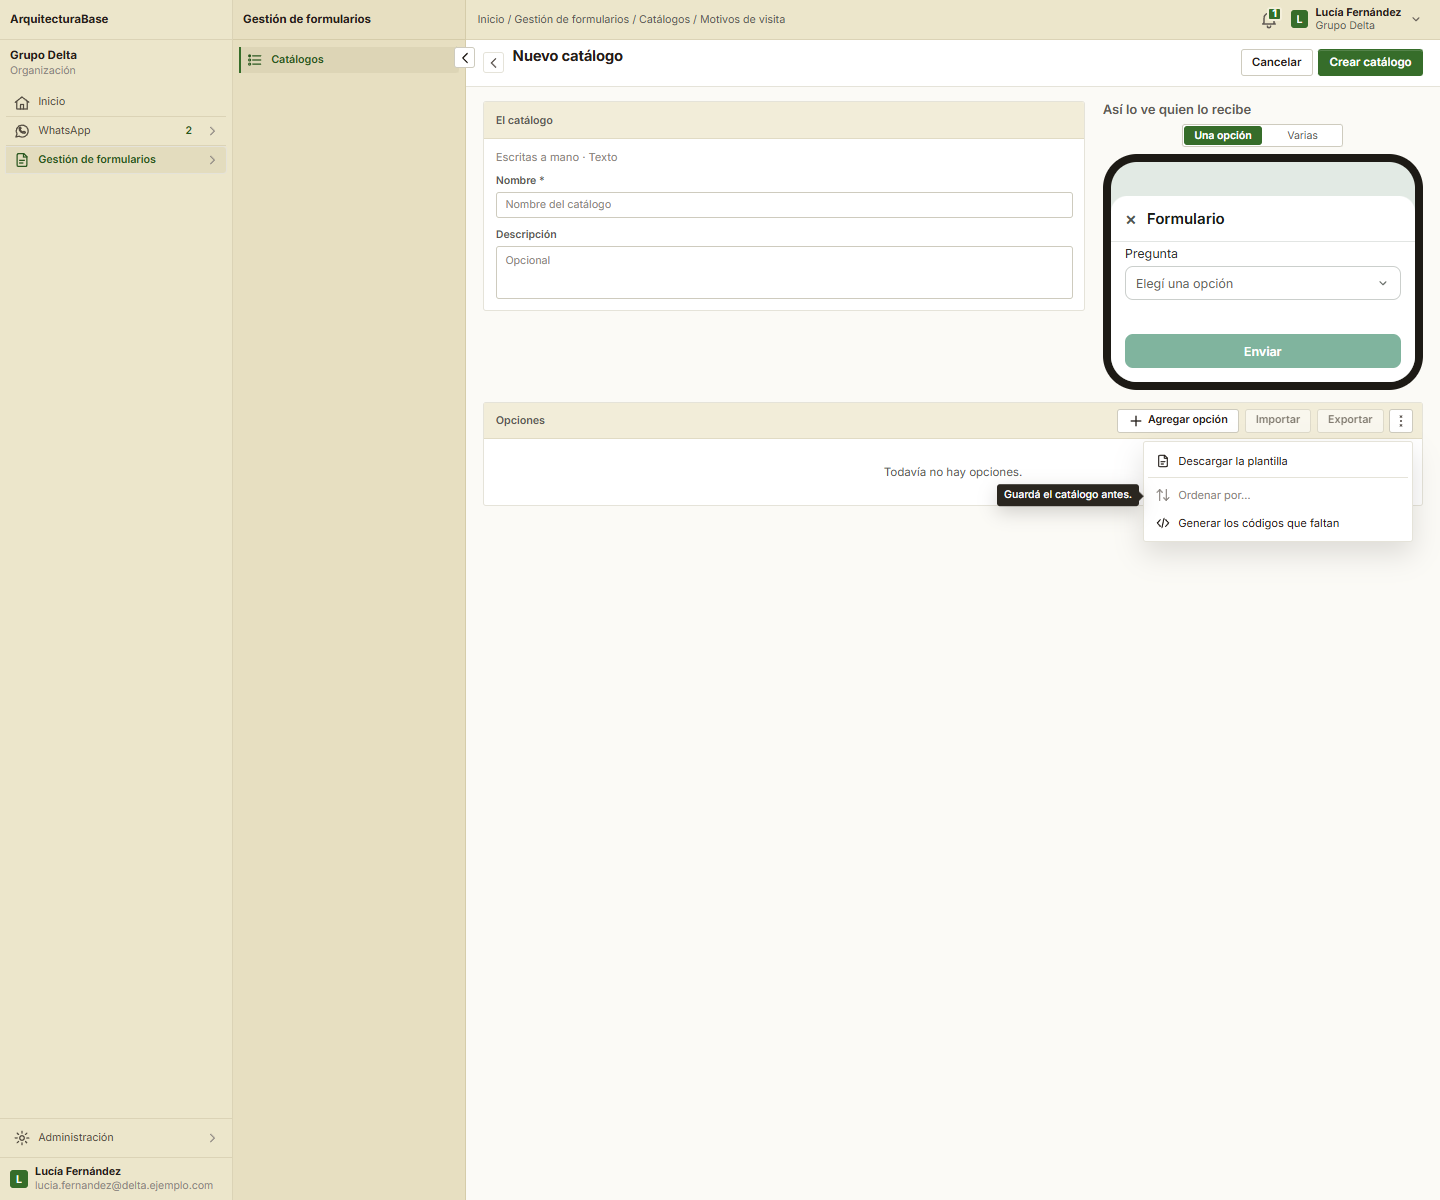 ArquitecturaBase
Grupo Delta
Organización
Inicio
WhatsApp 2
Gestión de formularios
Administración
L Lucía Fernández
lucia.fernandez@delta.ejemplo.com
Gestión de formularios
Catálogos
Inicio / Gestión de formularios / Catálogos / Motivos de visita
1
L Lucía Fernández
Grupo Delta
Nuevo catálogo
Cancelar
Crear catálogo
El catálogo
Escritas a mano · Texto
Nombre *
Nombre del catálogo
Descripción
Opcional
Así lo ve quien lo recibe
Una opción Varias
Formulario
Pregunta
Elegí una opción
Enviar
Opciones
Agregar opción
Importar
Exportar
Todavía no hay opciones.
Descargar la plantilla
Guardá el catálogo antes.
Ordenar por...
Generar los códigos que faltan